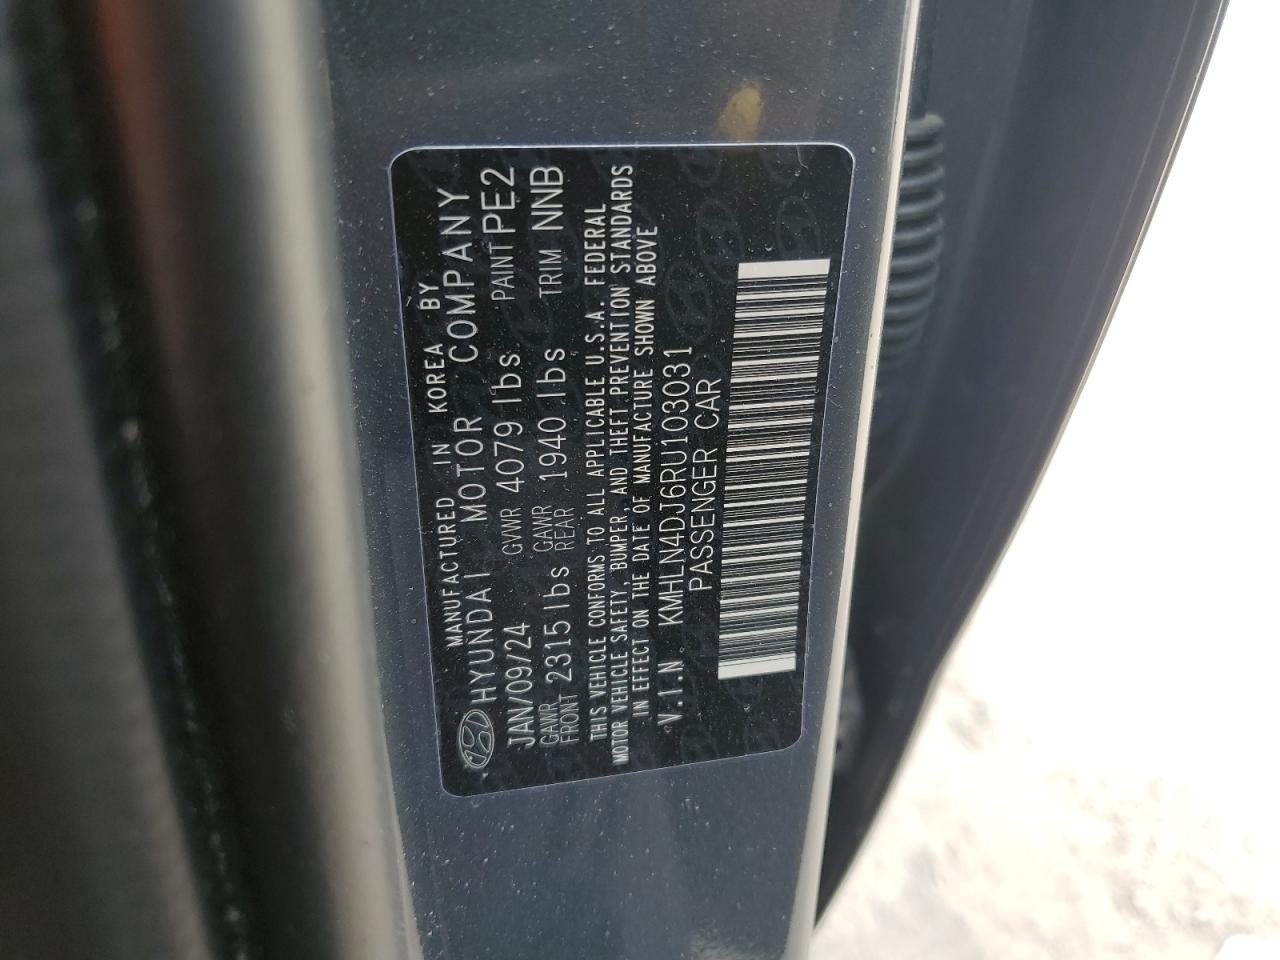 MANUFACTURED IN KOREA BY
HYUNDAI MOTOR COMPANY
JAN/09/24 GVWR 4079 lbs PAINT PE2
GAWR FRONT 2315 lbs GAWR REAR 1940 lbs TRIM NNB
THIS VEHICLE CONFORMS TO ALL APPLICABLE U.S.A. FEDERAL
MOTOR VEHICLE SAFETY, BUMPER, AND THEFT PREVENTION STANDARDS
IN EFFECT ON THE DATE OF MANUFACTURE SHOWN ABOVE
V.I.N KMHLN4DJ6RU103031
PASSENGER CAR